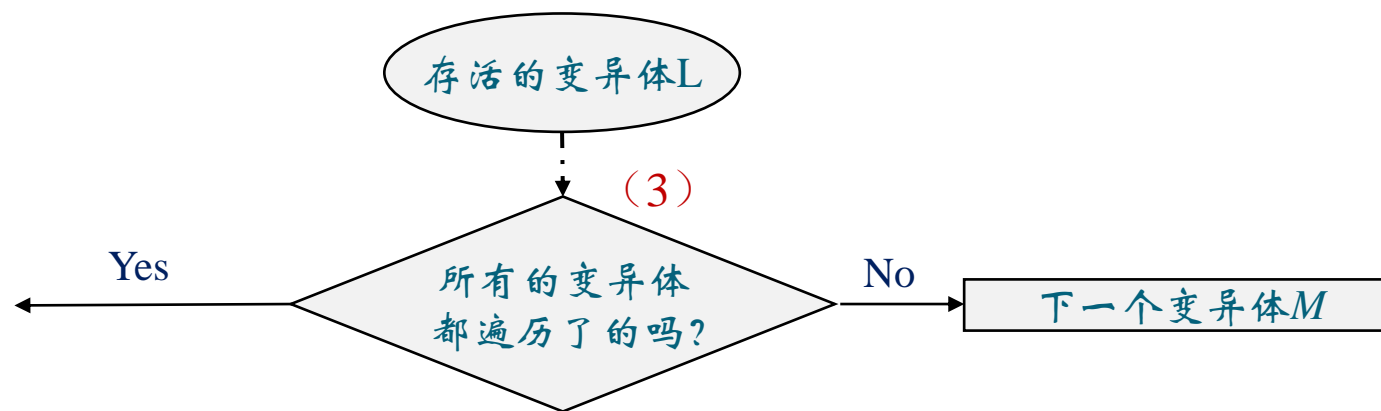 存活的变异体L
（3）
Yes
所有的变异体
都遍历了的吗?
No
下一个变异体M